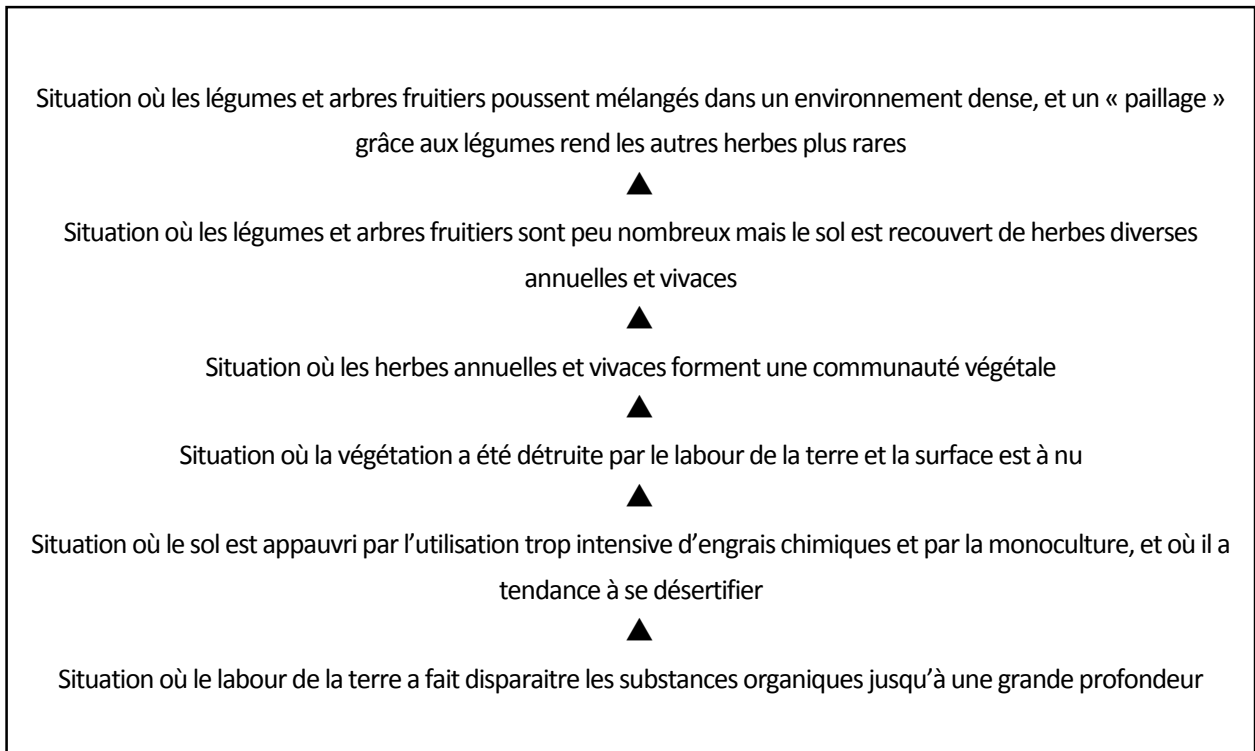 Situation où les légumes et arbres fruitiers poussent mélangés dans un environnement dense, et un « paillage »
grâce aux légumes rend les autres herbes plus rares
▲
Situation où les légumes et arbres fruitiers sont peu nombreux mais le sol est recouvert de herbes diverses
annuelles et vivaces
▲
Situation où les herbes annuelles et vivaces forment une communauté végétale
▲
Situation où la végétation a été détruite par le labour de la terre et la surface est à nu
▲
Situation où le sol est appauvri par l’utilisation trop intensive d’engrais chimiques et par la monoculture, et où il a
tendance à se désertifier
▲
Situation où le labour de la terre a fait disparaitre les substances organiques jusqu’à une grande profondeur